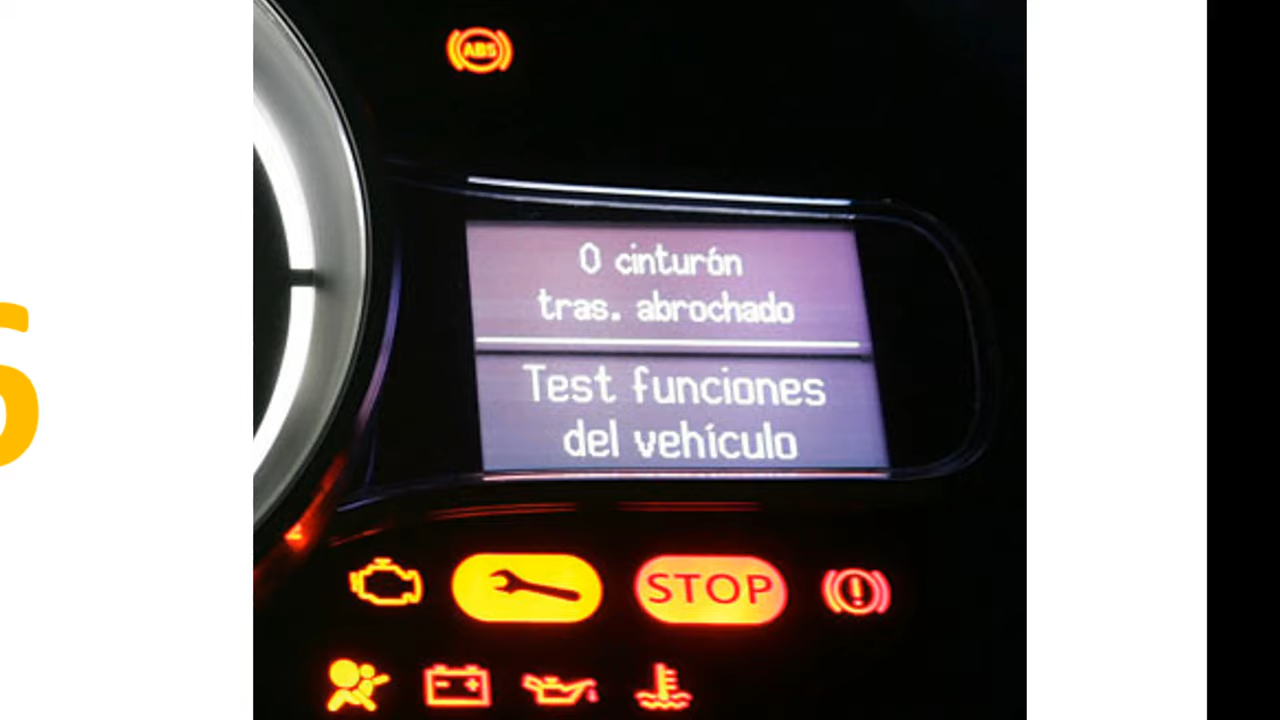 ABS
0 cinturón
tras. abrochado
Test funciones
del vehículo
STOP